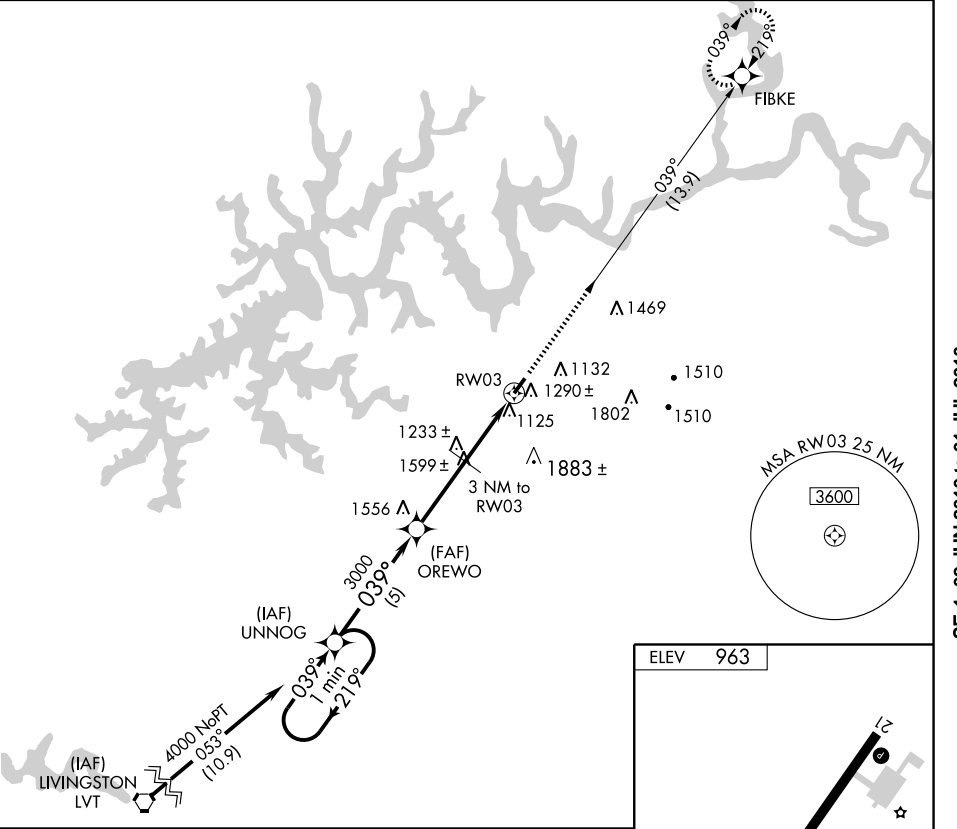 039°
219°
FIBKE
039°
(13.9)
1469
RW03
1132
1290 ±
1125
1802
1510
1510
1233 ±
1599 ±
1883 ±
3 NM to
RW03
1556
(FAF)
OREWO
3000
039°
(5)
(IAF)
UNNOG
039°
1 min
219°
4000 NoPT
053°
(10.9)
(IAF)
LIVINGSTON
LVT
MSA RW03 25 NM
3600
ELEV 963
21